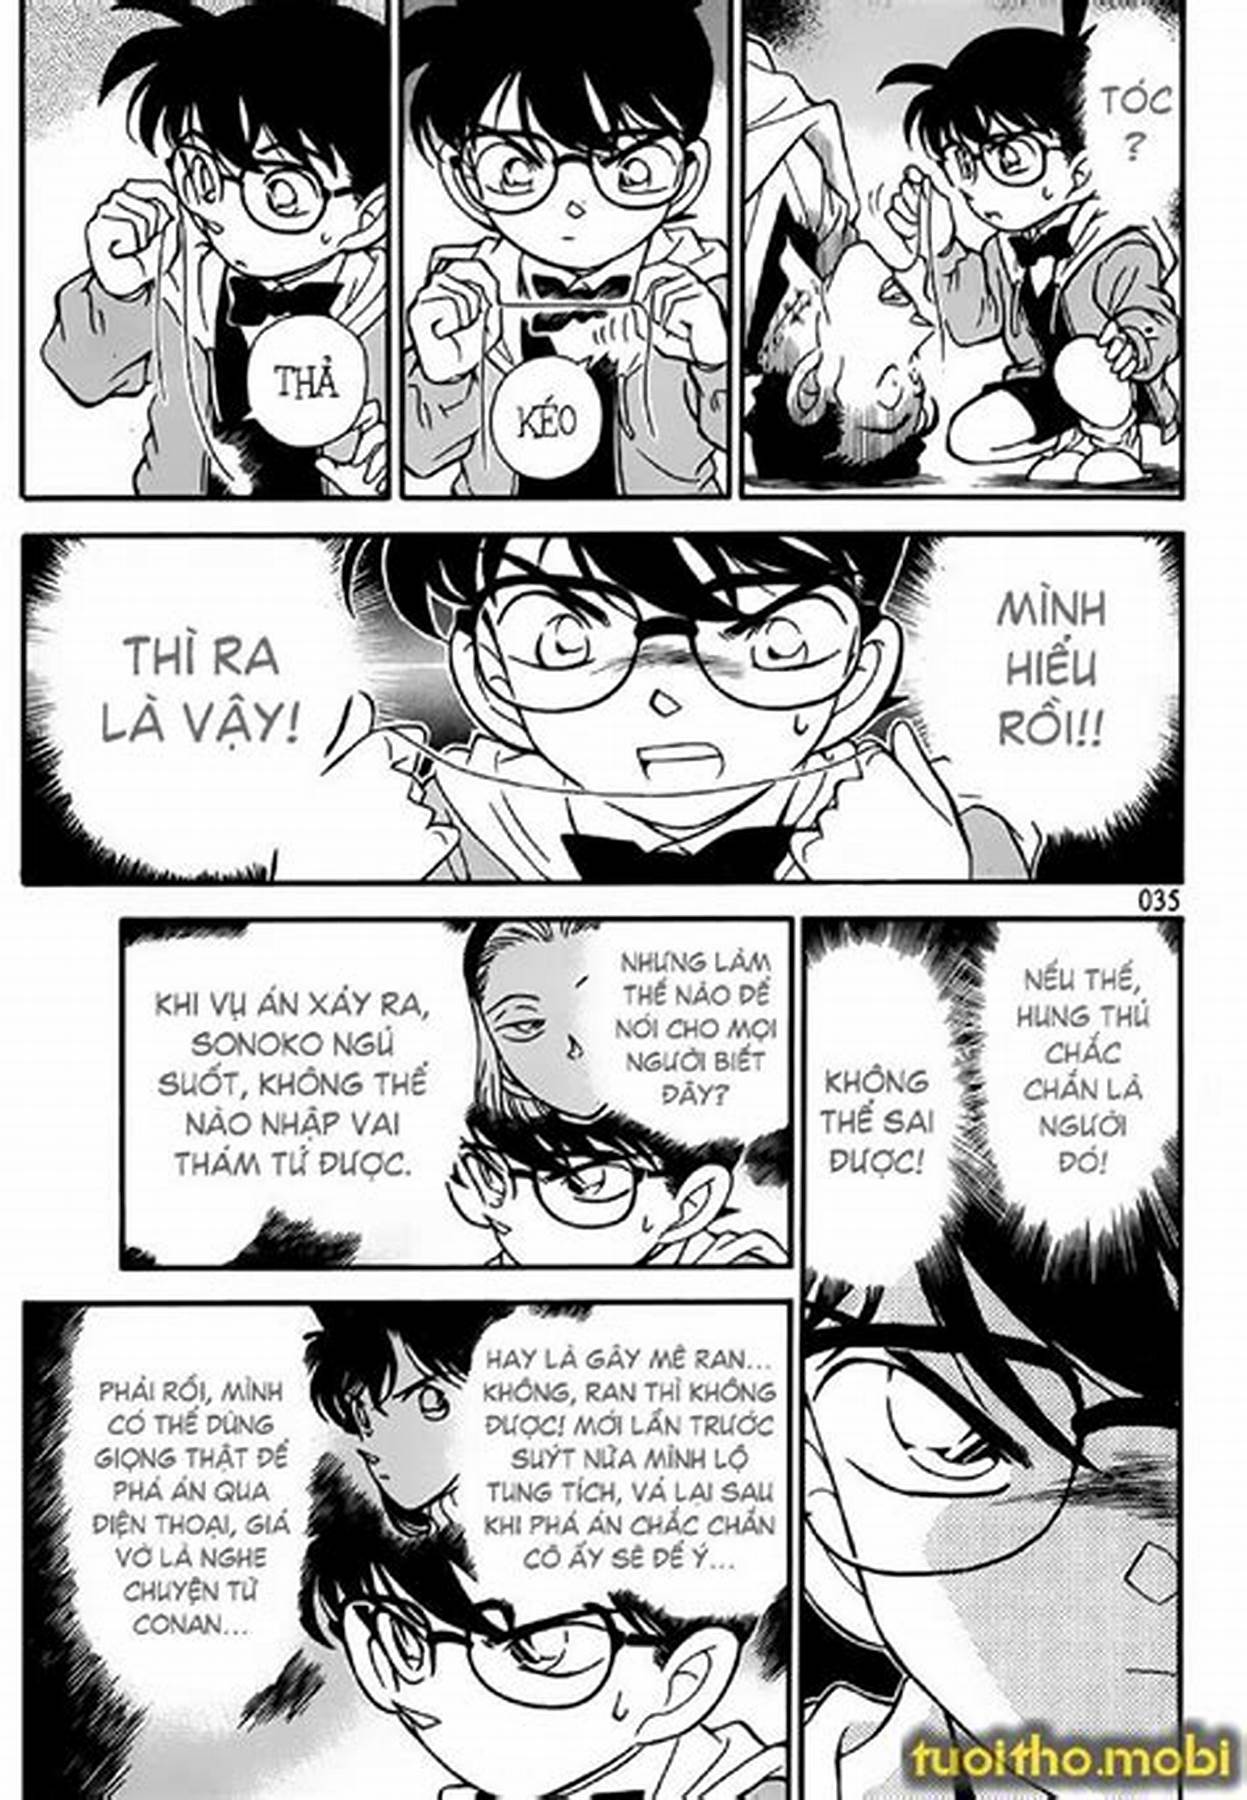 TÓC
?
KÉO
THẢ
MÌNH
HIỂU
RỒI!!
THÌ RA
LÀ VẬY!
035
NẾU THẾ,
HUNG THỦ
CHẮC
CHẮN LÀ
NGƯỜI
ĐÓ!
KHÔNG
THỂ SAI
ĐƯỢC!
NHƯNG LÀM
THẾ NÀO ĐỂ
NÓI CHO MỌI
NGƯỜI BIẾT
ĐÂY?
KHI VỤ ÁN XẢY RA,
SONOKO NGỦ
SUỐT, KHÔNG THỂ
NÀO NHẬP VAI
THÁM TỬ ĐƯỢC.
HAY LÀ GÂY MÊ RAN...
KHÔNG, RAN THÌ KHÔNG
ĐƯỢC! MỚI LẦN TRƯỚC
SUÝT NỮA MÌNH LỘ
TUNG TÍCH, VẢ LẠI SAU
KHI PHÁ ÁN CHẮC CHẮN
CÔ ẤY SẼ ĐỂ Ý...
PHẢI RỒI, MÌNH
CÓ THỂ DÙNG
GIỌNG THẬT ĐỂ
PHÁ ÁN QUA
ĐIỆN THOẠI, GIẢ
VỜ LÀ NGHE
CHUYỆN TỪ
CONAN...
tuoitho.mobi